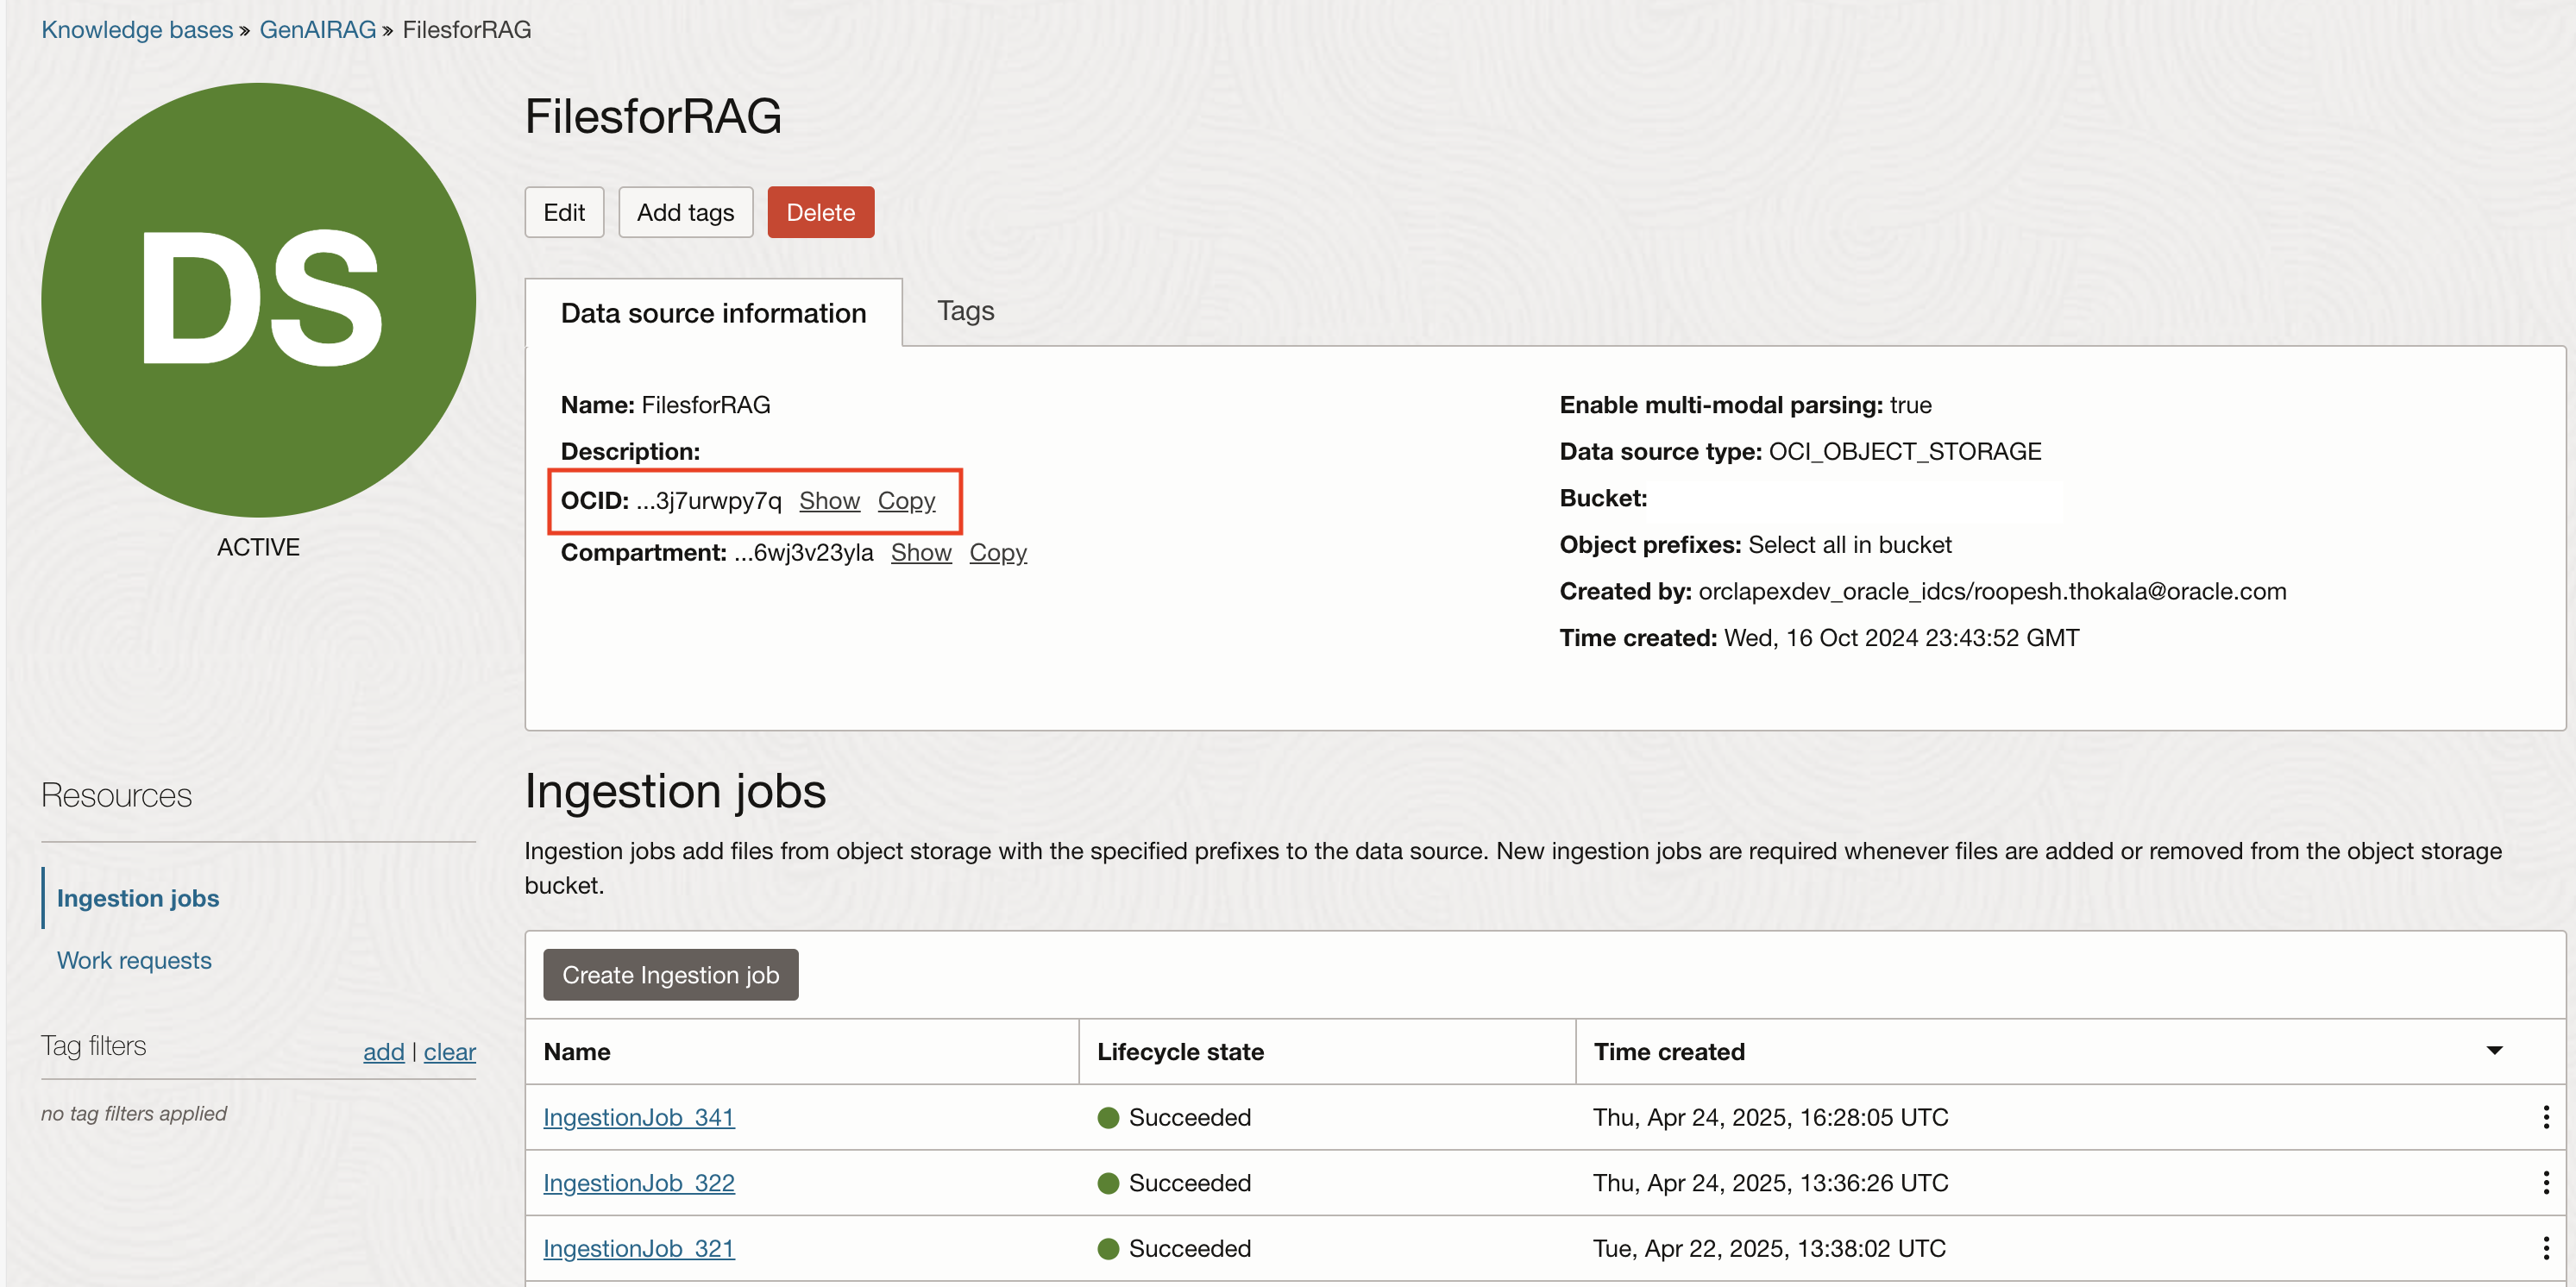 Knowledge bases » GenAIRAG » FilesforRAG
DS
ACTIVE
FilesforRAG
Edit Add tags Delete
Data source information Tags
Name: FilesforRAG
Description:
OCID: ...3j7urwpy7q Show Copy
Compartment: ...6wj3v23yla Show Copy
Enable multi-modal parsing: true
Data source type: OCI_OBJECT_STORAGE
Bucket:
Object prefixes: Select all in bucket
Created by: orclapexdev_oracle_idcs/roopesh.thokala@oracle.com
Time created: Wed, 16 Oct 2024 23:43:52 GMT
Resources
Ingestion jobs
Work requests
Tag filters add | clear
no tag filters applied
Ingestion jobs
Ingestion jobs add files from object storage with the specified prefixes to the data source. New ingestion jobs are required whenever files are added or removed from the object storage
bucket.
Create Ingestion job
Name Lifecycle state Time created
IngestionJob_341 Succeeded Thu, Apr 24, 2025, 16:28:05 UTC
IngestionJob_322 Succeeded Thu, Apr 24, 2025, 13:36:26 UTC
IngestionJob_321 Succeeded Tue, Apr 22, 2025, 13:38:02 UTC